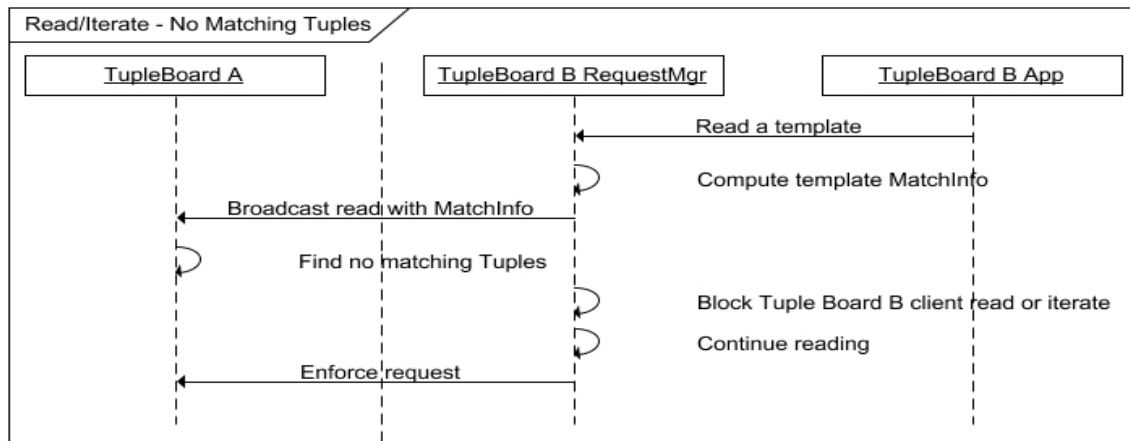 Read/Iterate - No Matching Tuples
TupleBoard A
TupleBoard B RequestMgr
TupleBoard B App
Read a template
Compute template MatchInfo
Broadcast read with MatchInfo
Find no matching Tuples
Block Tuple Board B client read or iterate
Continue reading
Enforce request